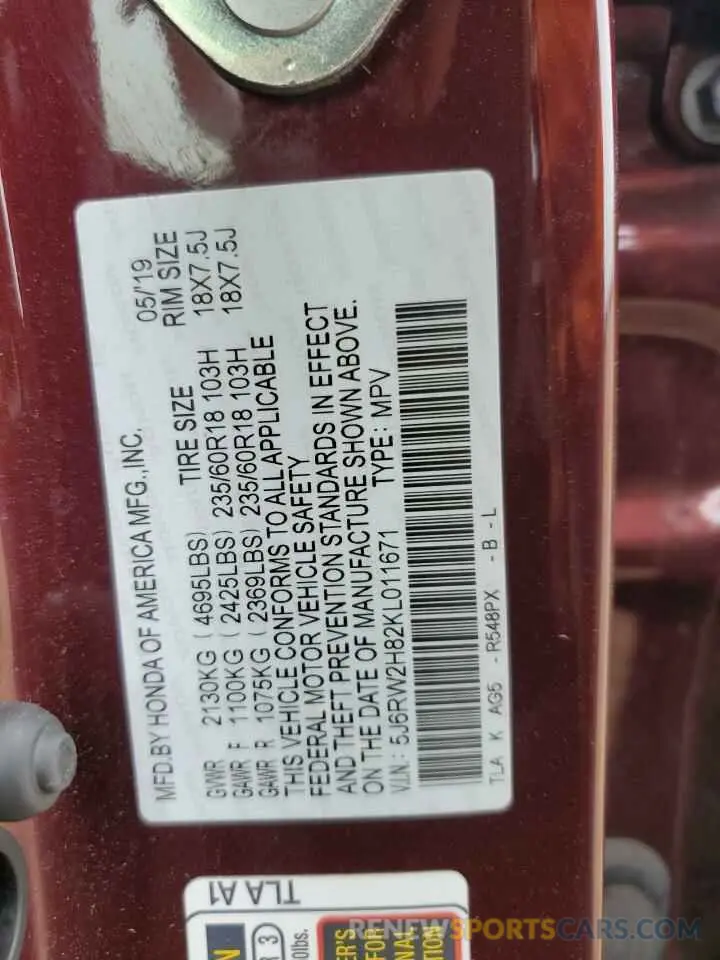 MFD.BY HONDA OF AMERICA MFG.,INC. 05/'19
TIRE SIZE RIM SIZE
GVWR 2130KG ( 4695LBS)
GAWR F 1100KG ( 2425LBS) 235/60R18 103H 18X7.5J
GAWR R 1075KG ( 2369LBS) 235/60R18 103H 18X7.5J
THIS VEHICLE CONFORMS TO ALL APPLICABLE
FEDERAL MOTOR VEHICLE SAFETY
AND THEFT PREVENTION STANDARDS IN EFFECT
ON THE DATE OF MANUFACTURE SHOWN ABOVE.
V.I.N.: 5J6RW2H82KL011671 TYPE: MPV
TLA K AG5 - R548PX - B - L
TLA A1
RENEWSPORTSCARS.COM